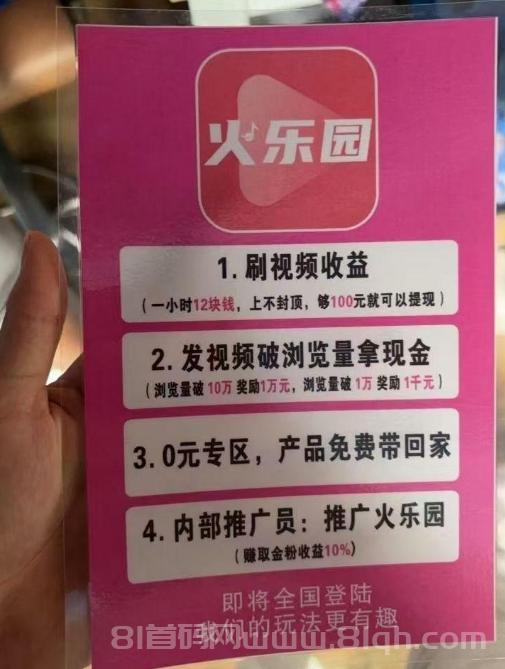 火乐园
1.刷视频收益
(一小时12块钱，上不封顶，够100元就可以提现)
2.发视频破浏览量拿现金
(浏览量破 10万 奖励1万元，浏览量破 1万 奖励 1千元)
3.0元专区，产品免费带回家
4.内部推广员：推广火乐园
(赚取金粉收益10%)
即将全国登陆
我们的玩法更有趣
81首码网www.81qh.com